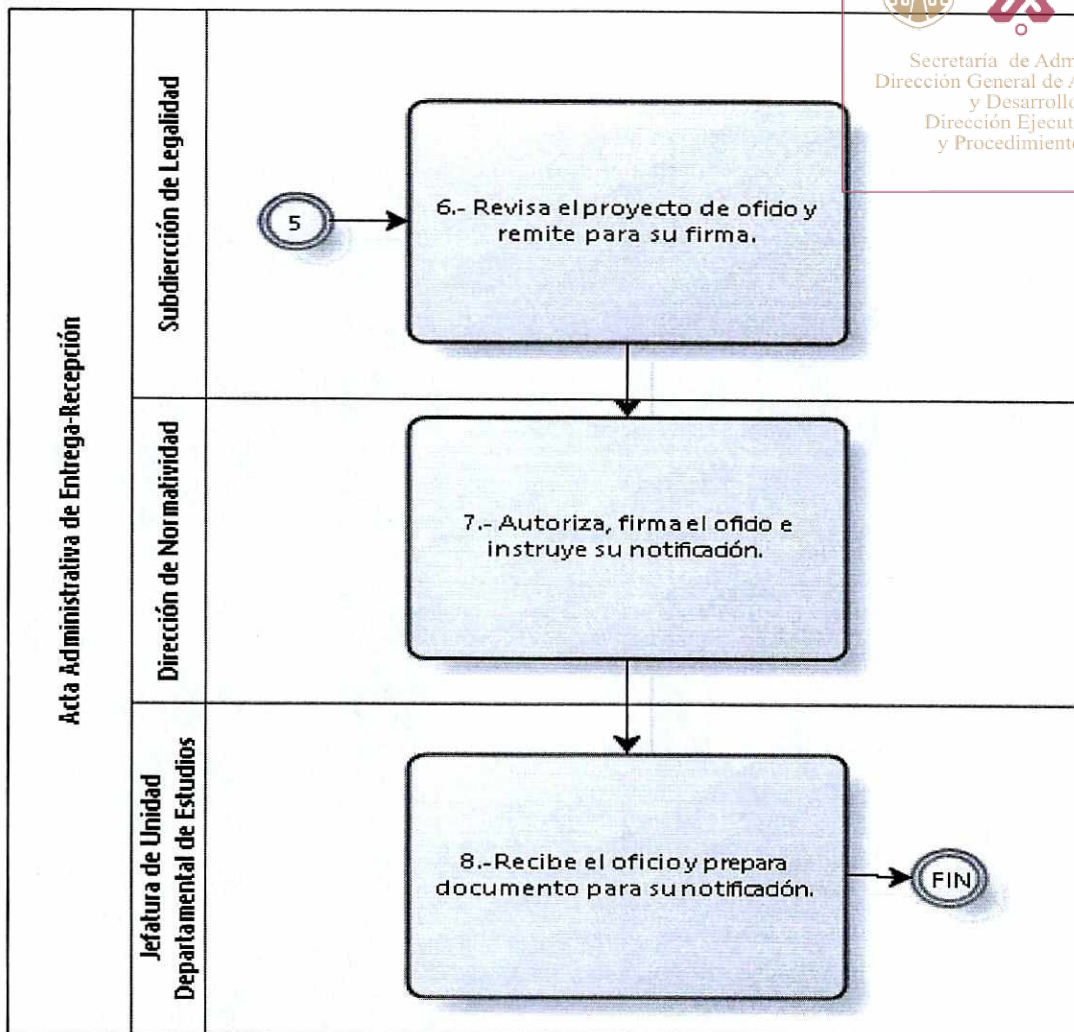 Secretaría de Adm
Dirección General de A
y Desarrollo
Dirección Ejecut
y Procedimient
Acta Administrativa de Entrega-Recepción
Subdiercción de Legalidad
5
6.- Revisa el proyecto de oficio y
remite para su firma.
Dirección de Normatividad
7.- Autoriza, firma el oficio e
instruye su notificación.
Jefatura de Unidad
Departamental de Estudios
8.-Recibe el oficio y prepara
documento para su notificación.
FIN